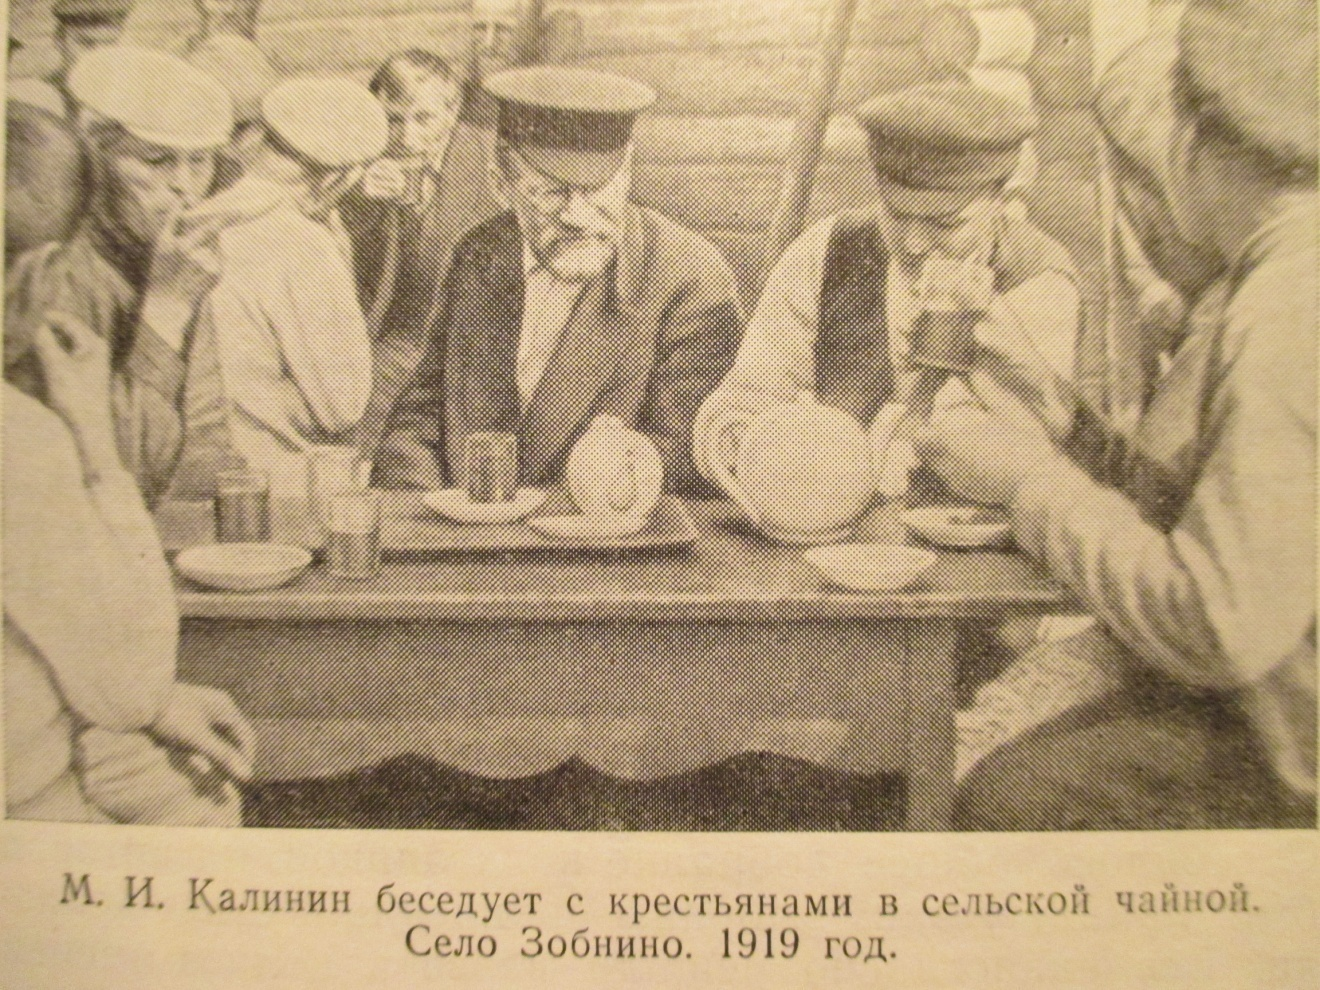 М. И. Калинин беседует с крестьянами в сельской чайной.
Село Зобнино. 1919 год.